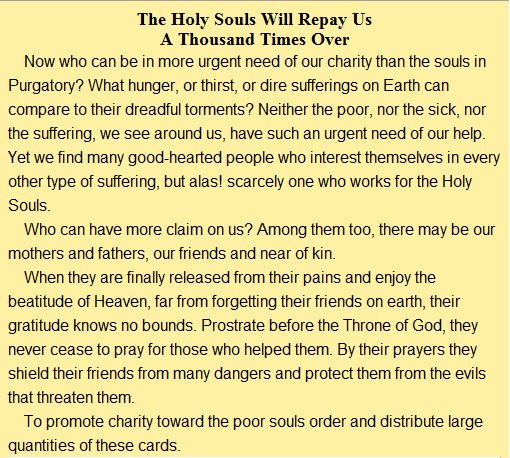 The Holy Souls Will Repay Us
A Thousand Times Over
Now who can be in more urgent need of our charity than the souls in
Purgatory? What hunger, or thirst, or dire sufferings on Earth can
compare to their dreadful torments? Neither the poor, nor the sick, nor
the suffering, we see around us, have such an urgent need of our help.
Yet we find many good-hearted people who interest themselves in every
other type of suffering, but alas! scarcely one who works for the Holy
Souls.
Who can have more claim on us? Among them too, there may be our
mothers and fathers, our friends and near of kin.
When they are finally released from their pains and enjoy the
beatitude of Heaven, far from forgetting their friends on earth, their
gratitude knows no bounds. Prostrate before the Throne of God, they
never cease to pray for those who helped them. By their prayers they
shield their friends from many dangers and protect them from the evils
that threaten them.
To promote charity toward the poor souls order and distribute large
quantities of these cards.